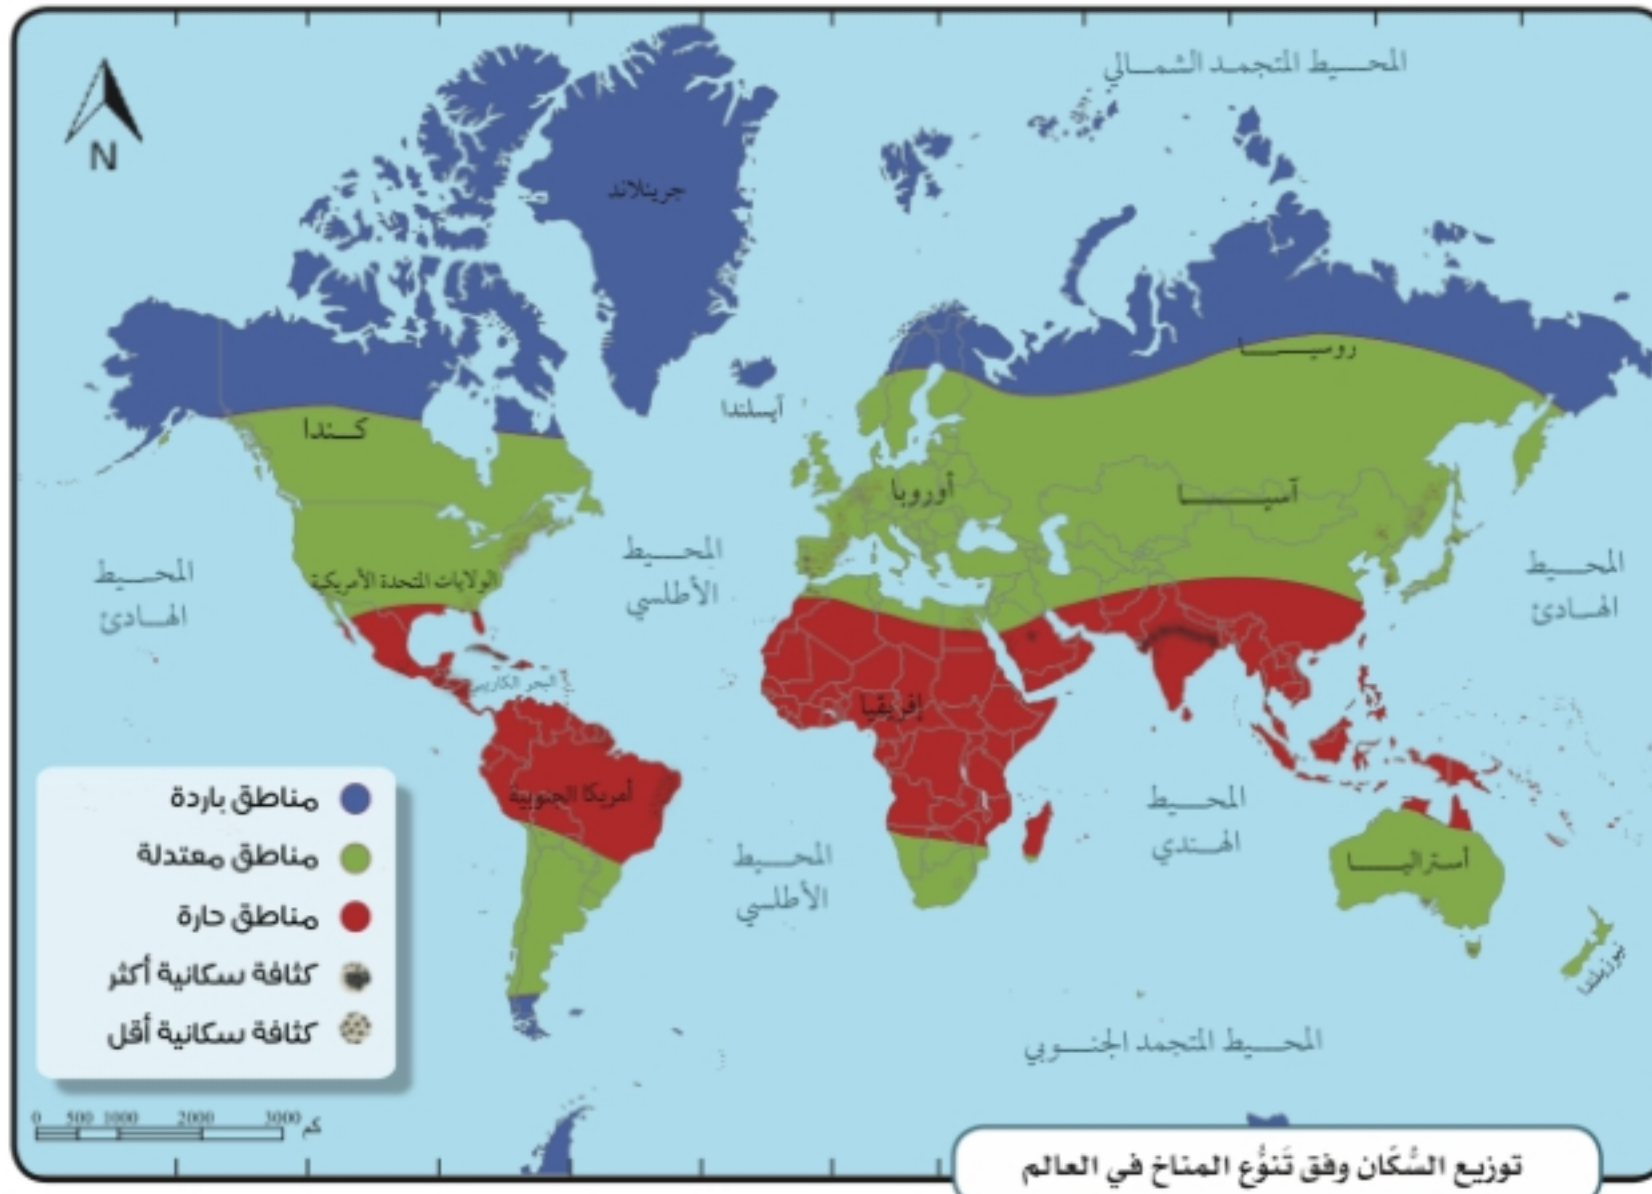 المحيط المتجمد الشمالي
N
جرينلاند
روسيا
آيسلندا
كندا
أوروبا
آسيا
المحيط
الأطلسي
المحيط
الهادئ
المحيط
الهادئ
الولايات المتحدة الأمريكية
البحر الكاريبي
إفريقيا
أمريكا الجنوبية
المحيط
الهندي
المحيط
الأطلسي
أستراليا
نيوزيلندا
المحيط المتجمد الجنوبي
مناطق باردة
مناطق معتدلة
مناطق حارة
كثافة سكانية أكثر
كثافة سكانية أقل
0 500 1000 2000 3000 كم
توزيع السُّكّان وفق تَنوُّع المناخ في العالم